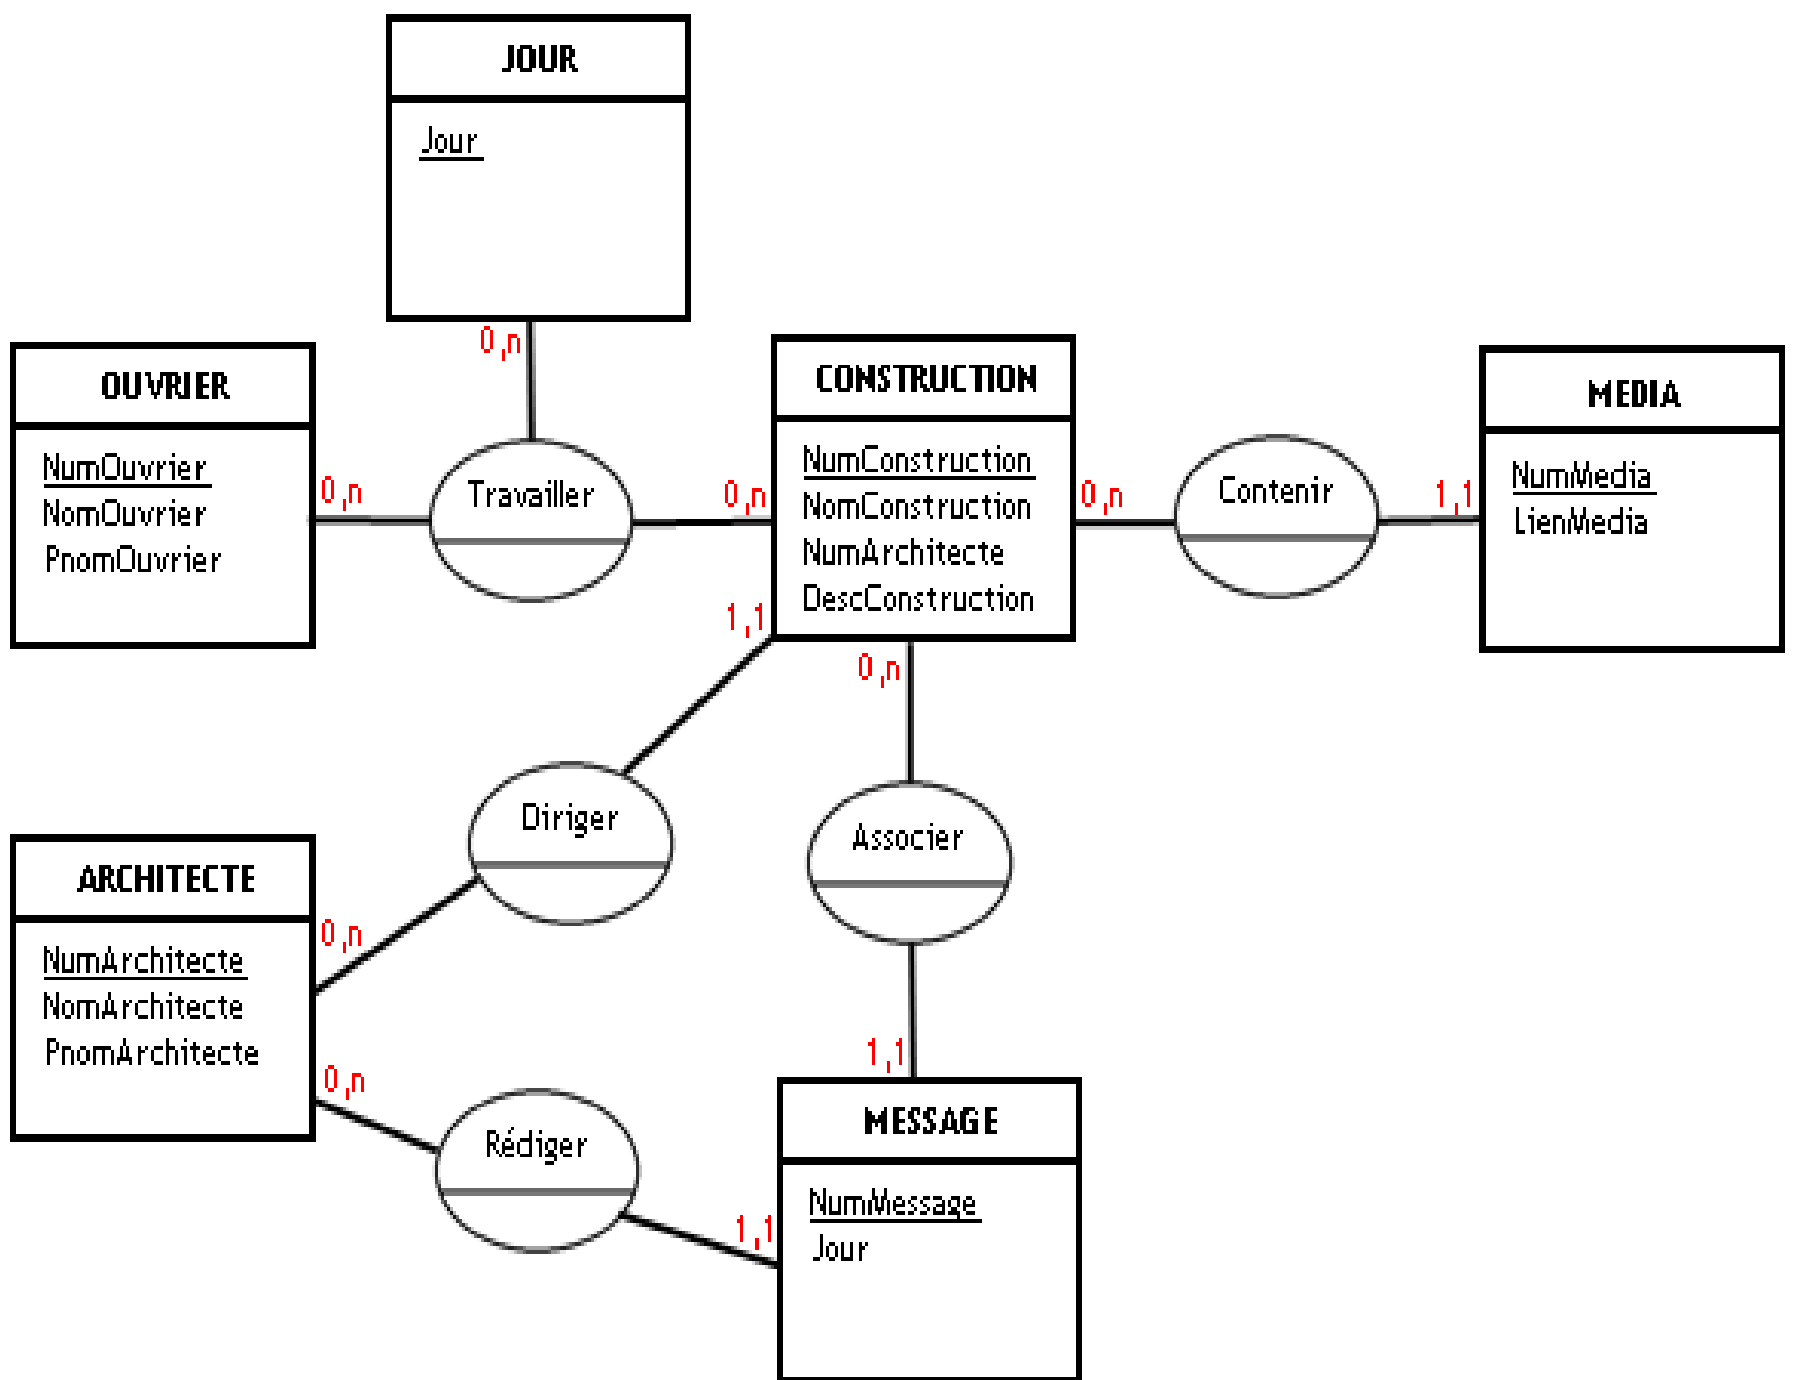 JOUR
Jour
0,n
OUVRIER
NumOuvrier
NomOuvrier
PnomOuvrier
0,n
Travailler
0,n
CONSTRUCTION
NumConstruction
NomConstruction
NumArchitecte
DescConstruction
0,n
Contenir
1,1
MEDIA
NumMedia
LienMedia
1,1
0,n
Diriger
Associer
ARCHITECTE
NumArchitecte
NomArchitecte
PnomArchitecte
0,n
0,n
Rédiger
1,1
1,1
MESSAGE
NumMessage
Jour